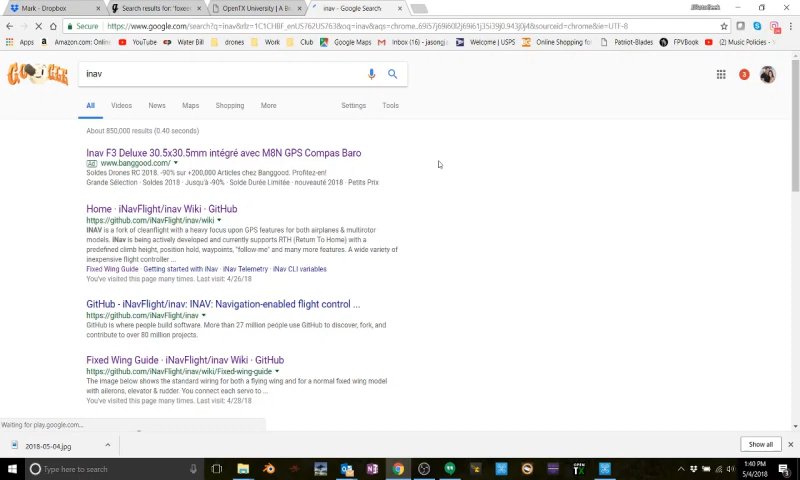 Mark - Dropbox
Search results for: "foxeer
OpenTX University | A B
inav - Google Search
Secure
https://www.google.com/search?q=inav&rlz=1C1CHBF_enUS762US763&oq=inav&aqs=chrome..69i57j69i60l2j69i61j35i39j0.943j0j4&sourceid=chrome&ie=UTF-8
Apps
Amazon.com: Online
YouTube
Water Bill
drones
Work
Club
Google Maps
Inbox (16) - jasongj
Welcome | USPS
Online Shopping for
Patriot-Blades
FPVBook
(2) Music Policies -
inav
3
All
Videos
News
Maps
Shopping
More
Settings
Tools
About 850,000 results (0.40 seconds)
Inav F3 Deluxe 30.5x30.5mm intégré avec M8N GPS Compas Baro
Ad www.banggood.com/
Soldes Drones RC 2018. -90% sur +200,000 Articles chez Banggood. Profitez-en!
Grande Sélection · Soldes 2018 · Jusqu'à -90% · Solde Durée Limitée · nouveauté 2018 · Petits Prix
Home · iNavFlight/inav Wiki · GitHub
https://github.com/iNavFlight/inav/wiki
INAV is a fork of cleanflight with a heavy focus upon GPS features for both airplanes & multirotor
models. iNav is being actively developed and currently supports RTH (Return To Home) with a
predefined climb height, position hold, waypoints, "follow-me" and many more features. A wide variety of
inexpensive flight controller ...
Fixed Wing Guide · Getting started with iNav · iNav Telemetry · iNav CLI variables
You've visited this page many times. Last visit: 4/26/18
GitHub - iNavFlight/inav: INAV: Navigation-enabled flight control ...
https://github.com/iNavFlight/inav
GitHub is where people build software. More than 27 million people use GitHub to discover, fork, and
contribute to over 80 million projects.
Fixed Wing Guide · iNavFlight/inav Wiki · GitHub
https://github.com/iNavFlight/inav/wiki/Fixed-wing-guide
The image below shows the standard wiring for both a flying wing and for a normal fixed wing model
with ailerons, elevator & rudder. You connect each servo to ...
You've visited this page many times. Last visit: 4/28/18
Waiting for play.google.com...
2018-05-04.jpg
Show all
Type here to search
OPEN
TX
1:40 PM
5/4/2018